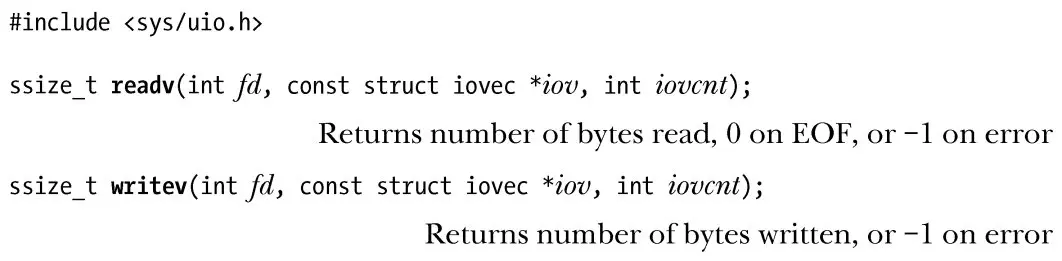 #include <sys/uio.h>
ssize_t readv(int fd, const struct iovec *iov, int iovcnt);
Returns number of bytes read, 0 on EOF, or −1 on error
ssize_t writev(int fd, const struct iovec *iov, int iovcnt);
Returns number of bytes written, or −1 on error